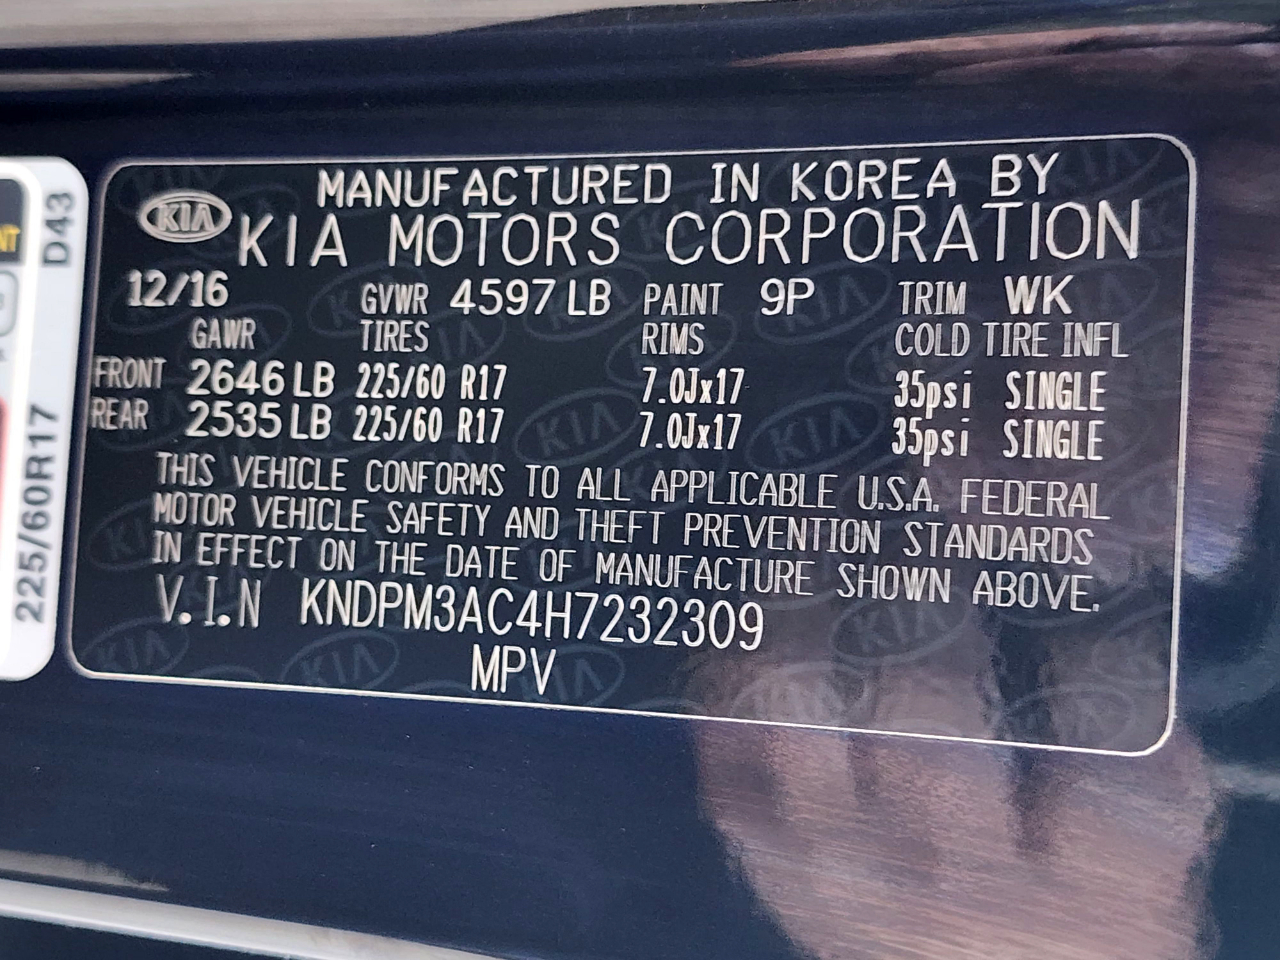 MANUFACTURED IN KOREA BY
KIA KIA MOTORS CORPORATION
12/16 GVWR 4597 LB PAINT 9P TRIM WK
GAWR TIRES RIMS COLD TIRE INFL
FRONT 2646 LB 225/60 R17 7.0Jx17 35psi SINGLE
REAR 2535 LB 225/60 R17 7.0Jx17 35psi SINGLE
THIS VEHICLE CONFORMS TO ALL APPLICABLE U.S.A. FEDERAL
MOTOR VEHICLE SAFETY AND THEFT PREVENTION STANDARDS
IN EFFECT ON THE DATE OF MANUFACTURE SHOWN ABOVE.
V.I.N KNDPM3AC4H7232309
MPV
225/60R17 D43